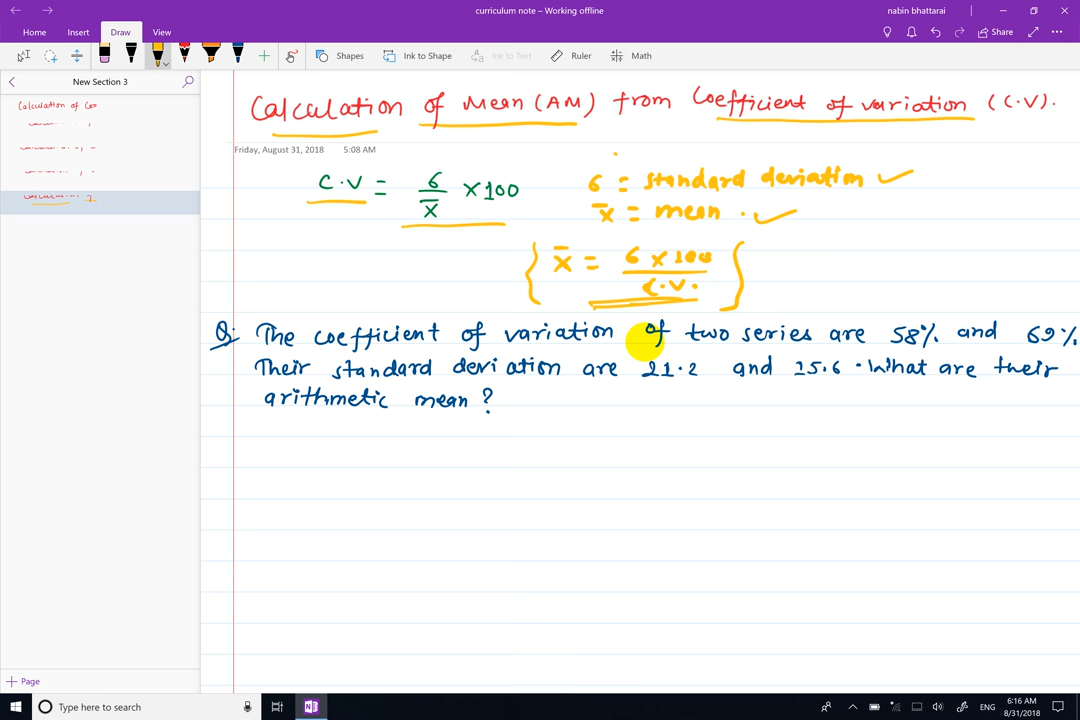 curriculum note – Working offline
nabin bhattarai
Home Insert Draw View
Share
Shapes Ink to Shape Ink to Text Ruler Math
New Section 3
Calculation of Mean (AM) from Coefficient of variation (C.V).
Calculation of Coe
Friday, August 31, 2018 5:08 AM
C.V = 6/x̅ ×100
6 = standard deviation ✓
x̅ = mean . ✓
{ x̅ = 6 × 100 / C.V. }
Q: The coefficient of variation of two series are 58% and 69%
Their standard deviation are 21.2 and 15.6 . What are their
arithmetic mean ?
+ Page
Type here to search
ENG
6:16 AM
8/31/2018